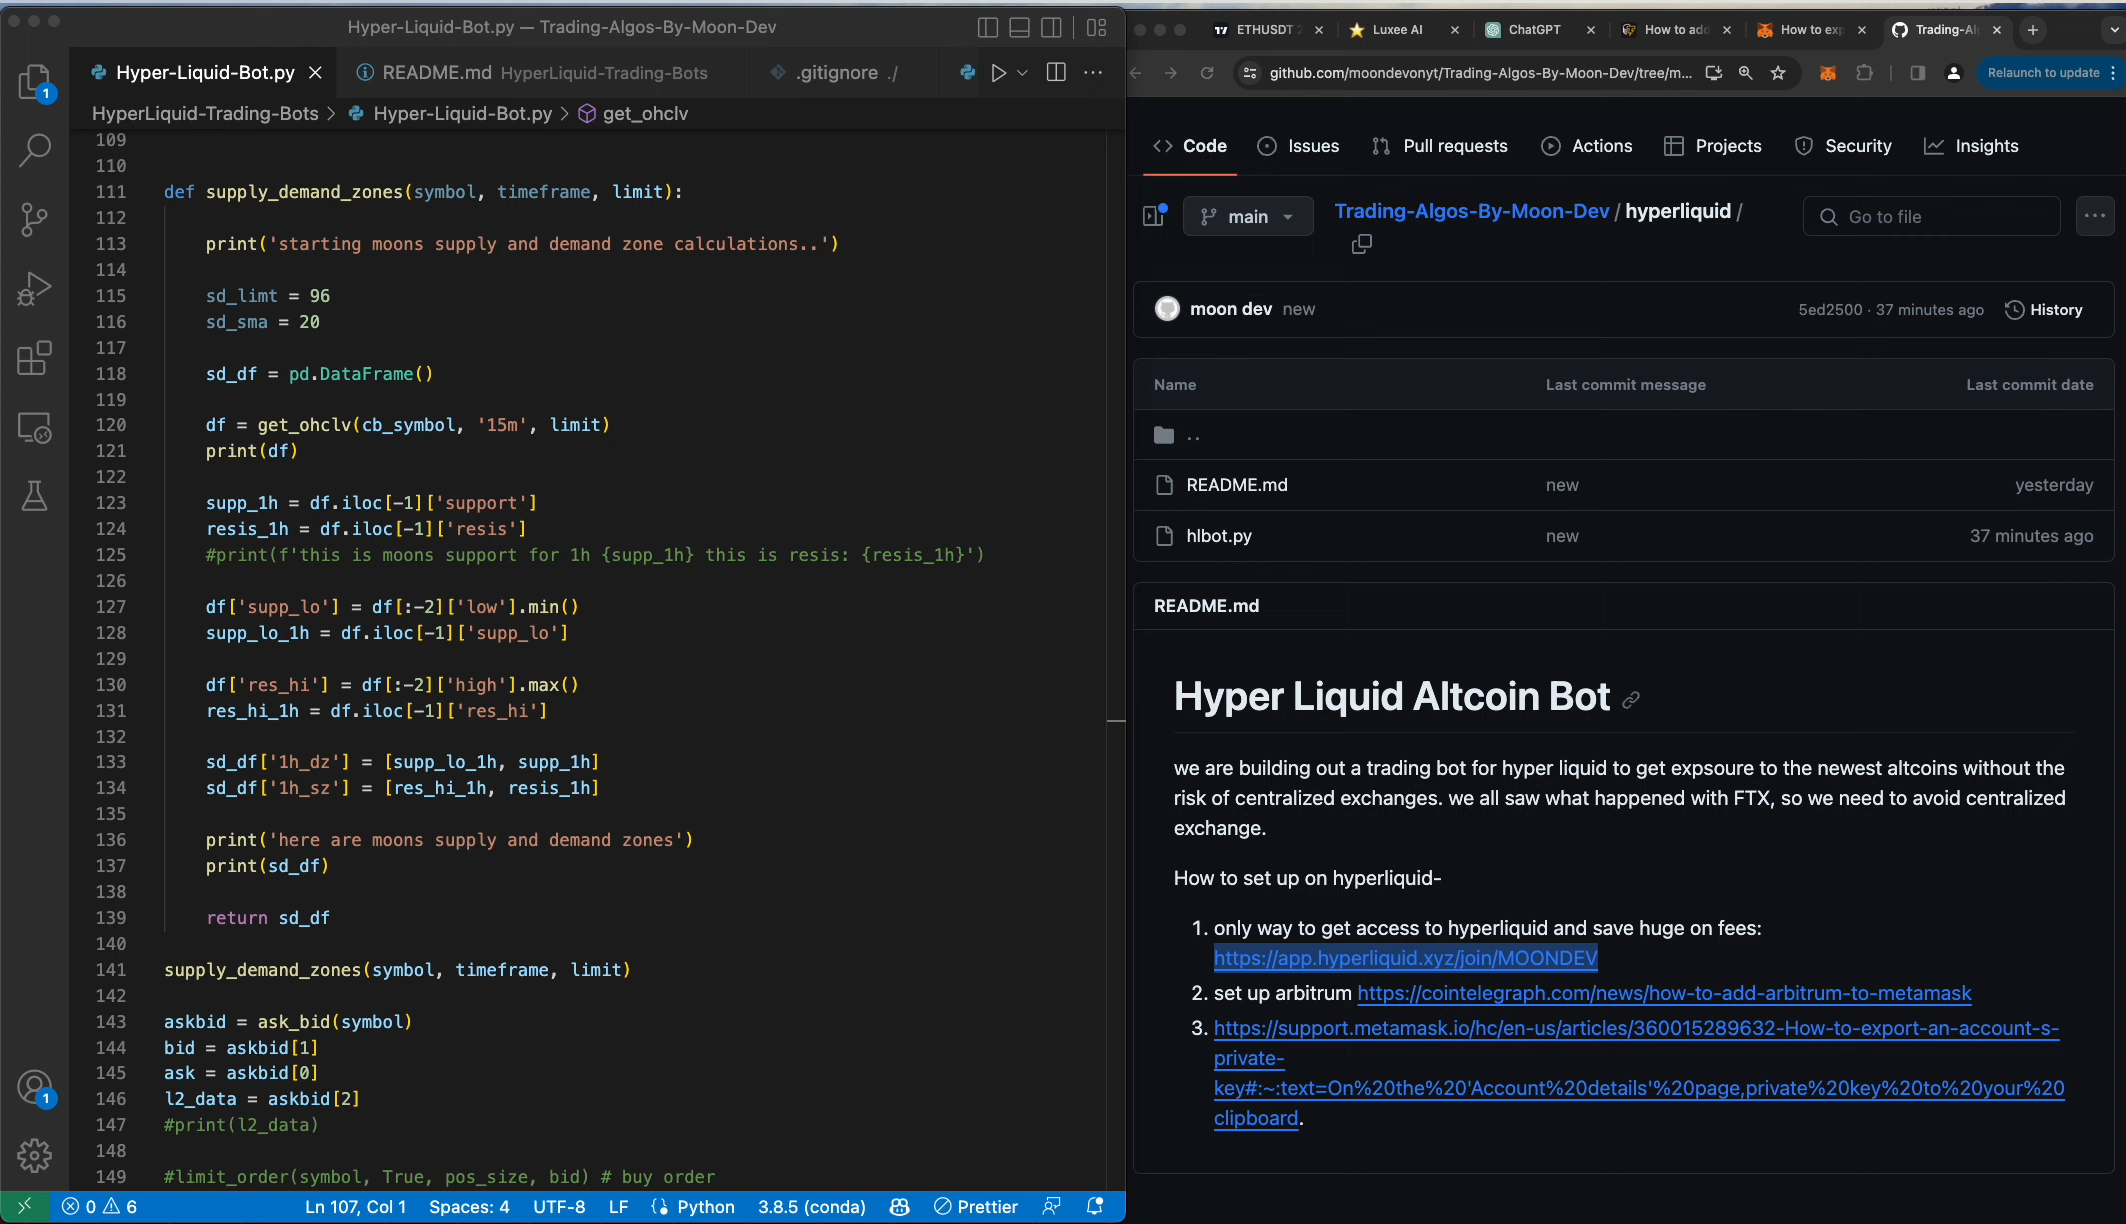 Hyper-Liquid-Bot.py — Trading-Algos-By-Moon-Dev
Hyper-Liquid-Bot.py
README.md HyperLiquid-Trading-Bots
.gitignore ./
HyperLiquid-Trading-Bots > Hyper-Liquid-Bot.py > get_ohclv
109
110
111 def supply_demand_zones(symbol, timeframe, limit):
112
113 print('starting moons supply and demand zone calculations..')
114
115 sd_limt = 96
116 sd_sma = 20
117
118 sd_df = pd.DataFrame()
119
120 df = get_ohclv(cb_symbol, '15m', limit)
121 print(df)
122
123 supp_1h = df.iloc[-1]['support']
124 resis_1h = df.iloc[-1]['resis']
125 #print(f'this is moons support for 1h {supp_1h} this is resis: {resis_1h}')
126
127 df['supp_lo'] = df[:-2]['low'].min()
128 supp_lo_1h = df.iloc[-1]['supp_lo']
129
130 df['res_hi'] = df[:-2]['high'].max()
131 res_hi_1h = df.iloc[-1]['res_hi']
132
133 sd_df['1h_dz'] = [supp_lo_1h, supp_1h]
134 sd_df['1h_sz'] = [res_hi_1h, resis_1h]
135
136 print('here are moons supply and demand zones')
137 print(sd_df)
138
139 return sd_df
140
141 supply_demand_zones(symbol, timeframe, limit)
142
143 askbid = ask_bid(symbol)
144 bid = askbid[1]
145 ask = askbid[0]
146 l2_data = askbid[2]
147 #print(l2_data)
148
149 #limit_order(symbol, True, pos_size, bid) # buy order
1
1
0 6
Ln 107, Col 1 Spaces: 4 UTF-8 LF Python 3.8.5 (conda) Prettier
ETHUSDT
Luxee AI
ChatGPT
How to add
How to exp
Trading-Al
github.com/moondevonyt/Trading-Algos-By-Moon-Dev/tree/m...
Relaunch to update
Code Issues Pull requests Actions Projects Security Insights
main
Trading-Algos-By-Moon-Dev / hyperliquid /
Go to file
moon dev new
5ed2500 · 37 minutes ago History
Name Last commit message Last commit date
..
README.md new yesterday
hlbot.py new 37 minutes ago
README.md
Hyper Liquid Altcoin Bot
we are building out a trading bot for hyper liquid to get expsoure to the newest altcoins without the
risk of centralized exchanges. we all saw what happened with FTX, so we need to avoid centralized
exchange.
How to set up on hyperliquid-
1. only way to get access to hyperliquid and save huge on fees:
https://app.hyperliquid.xyz/join/MOONDEV
2. set up arbitrum https://cointelegraph.com/news/how-to-add-arbitrum-to-metamask
3. https://support.metamask.io/hc/en-us/articles/360015289632-How-to-export-an-account-s-
private-
key#:~:text=On%20the%20'Account%20details'%20page,private%20key%20to%20your%20
clipboard.